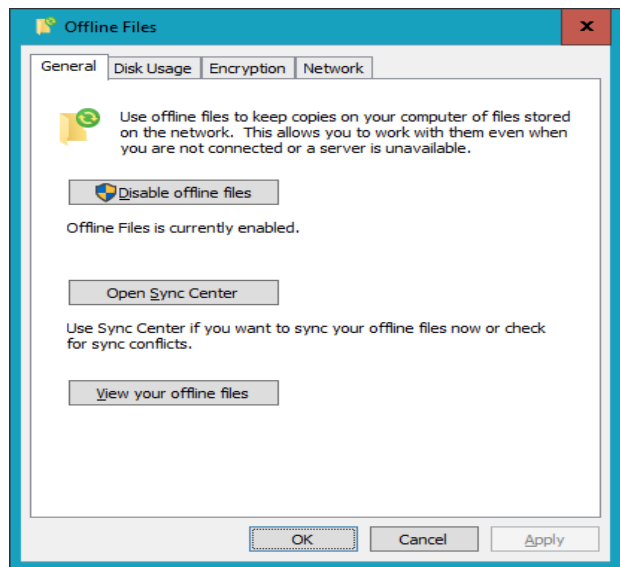 Offline Files
x
General Disk Usage Encryption Network
Use offline files to keep copies on your computer of files stored
on the network. This allows you to work with them even when
you are not connected or a server is unavailable.
Disable offline files
Offline Files is currently enabled.
Open Sync Center
Use Sync Center if you want to sync your offline files now or check
for sync conflicts.
View your offline files
OK Cancel Apply